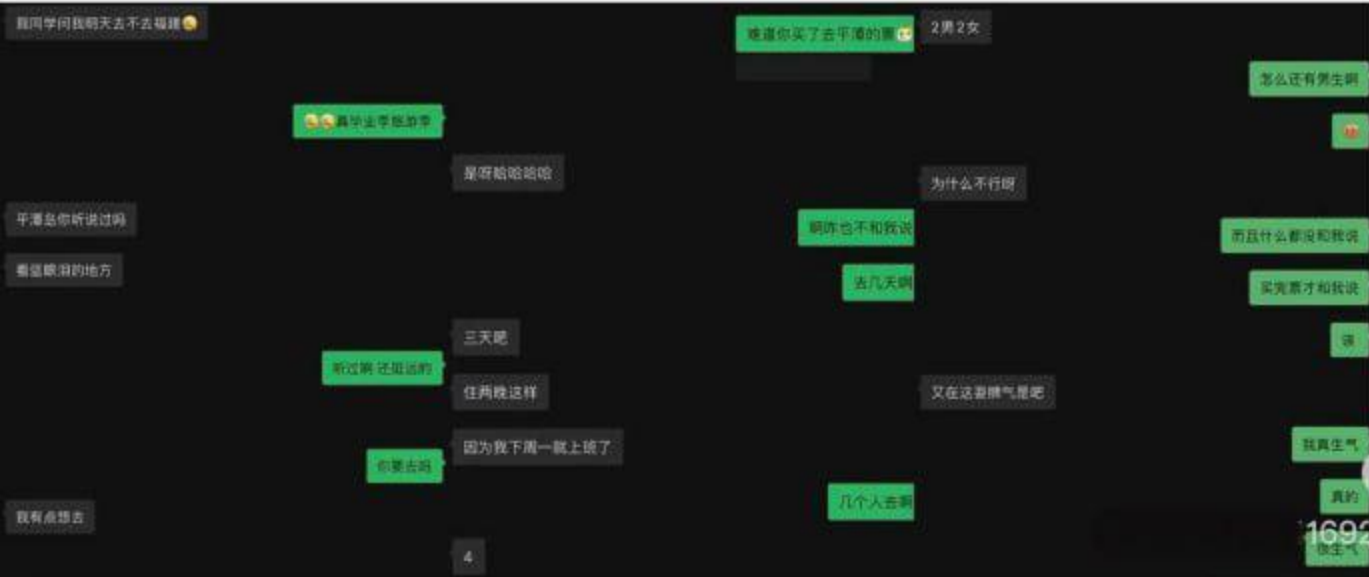 我同学问我明天去不去福建
真毕业季旅游季
平潭岛你听说过吗
看蓝眼泪的地方
听过啊 还挺远的
你要去吗
我有点想去
难道你买了去平潭的票
是呀哈哈哈哈
啊咋也不和我说
去几天啊
三天吧
住两晚这样
因为我下周一就上班了
几个人去啊
4
2男2女
怎么还有男生啊
为什么不行呀
而且什么都没和我说
买完票才和我说
又在这耍脾气是吧
我真生气
真的
很生气
1692